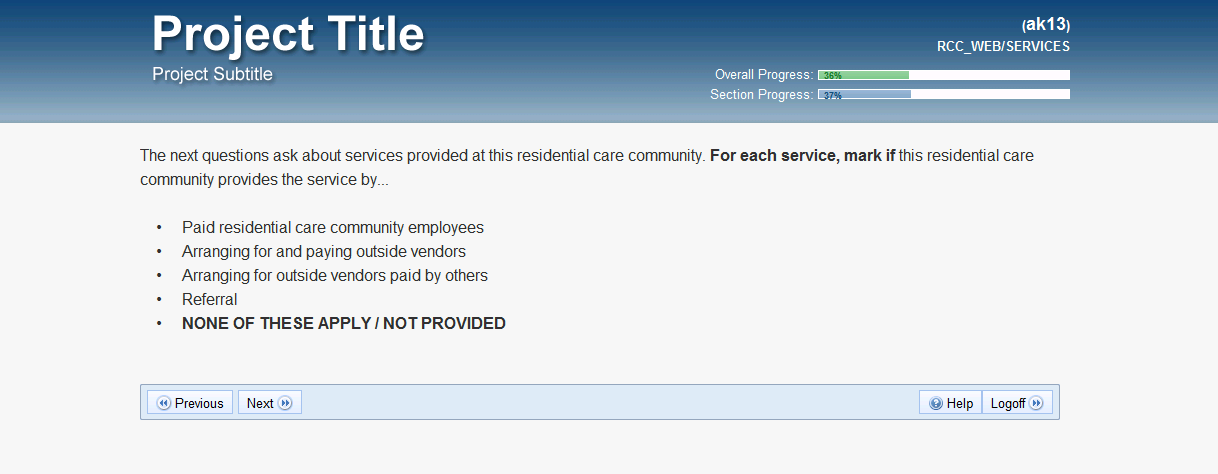 Project Title
Project Subtitle
(ak13)
RCC_WEB/SERVICES
Overall Progress: 36%
Section Progress: 37%
The next questions ask about services provided at this residential care community. For each service, mark if this residential care
community provides the service by...
• Paid residential care community employees
• Arranging for and paying outside vendors
• Arranging for outside vendors paid by others
• Referral
• NONE OF THESE APPLY / NOT PROVIDED
Previous Next Help Logoff